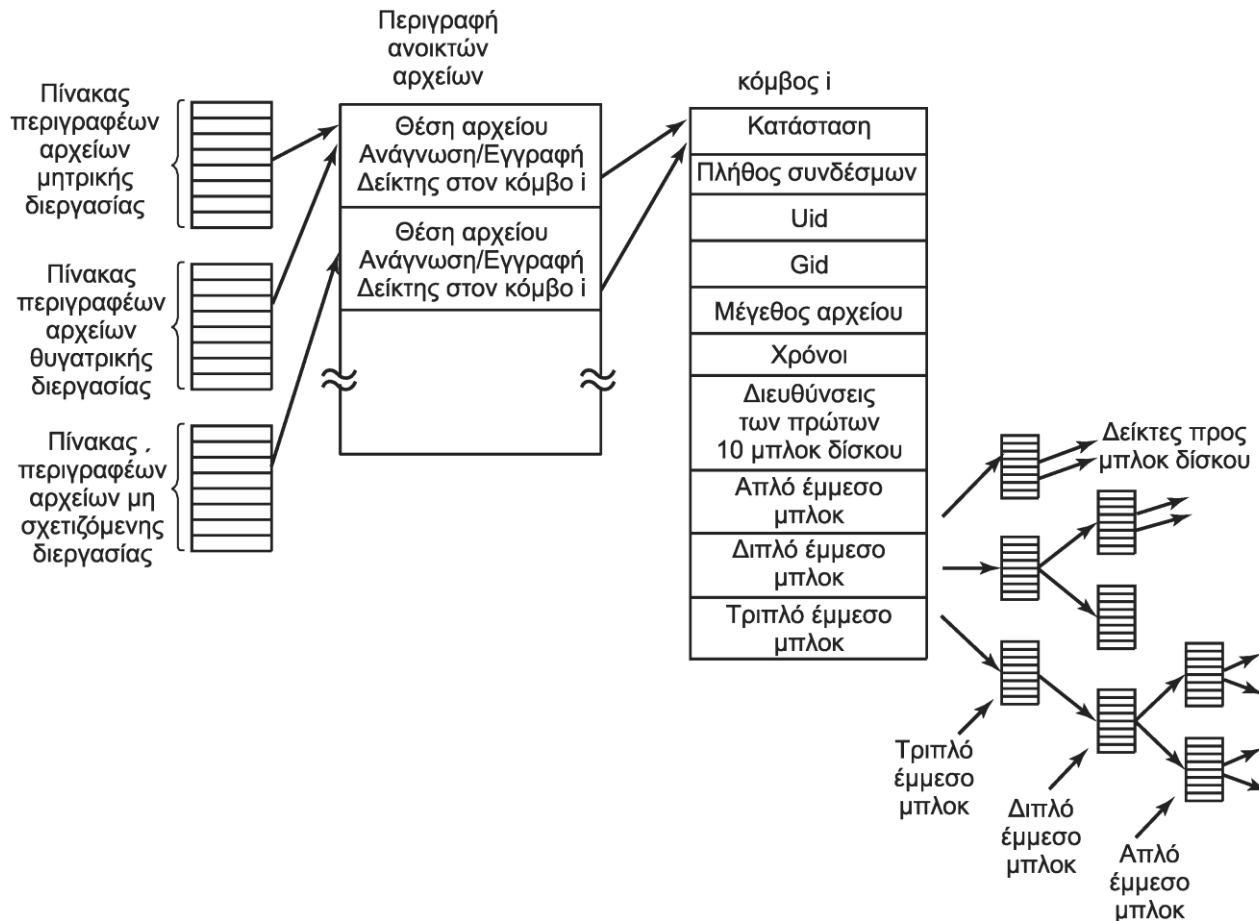 Περιγραφή
ανοικτών
αρχείων
Πίνακας
περιγραφέων
αρχείων
μητρικής
διεργασίας
Πίνακας
περιγραφέων
αρχείων
θυγατρικής
διεργασίας
Πίνακας
περιγραφέων
αρχείων μη
σχετιζόμενης
διεργασίας
Θέση αρχείου
Ανάγνωση/Εγγραφή
Δείκτης στον κόμβο i
Θέση αρχείου
Ανάγνωση/Εγγραφή
Δείκτης στον κόμβο i
κόμβος i
Κατάσταση
Πλήθος συνδέσμων
Uid
Gid
Μέγεθος αρχείου
Χρόνοι
Διευθύνσεις
των πρώτων
10 μπλοκ δίσκου
Απλό έμμεσο
μπλοκ
Διπλό έμμεσο
μπλοκ
Τριπλό έμμεσο
μπλοκ
Δείκτες προς
μπλοκ δίσκου
Τριπλό
έμμεσο
μπλοκ
Διπλό
έμμεσο
μπλοκ
Απλό
έμμεσο
μπλοκ